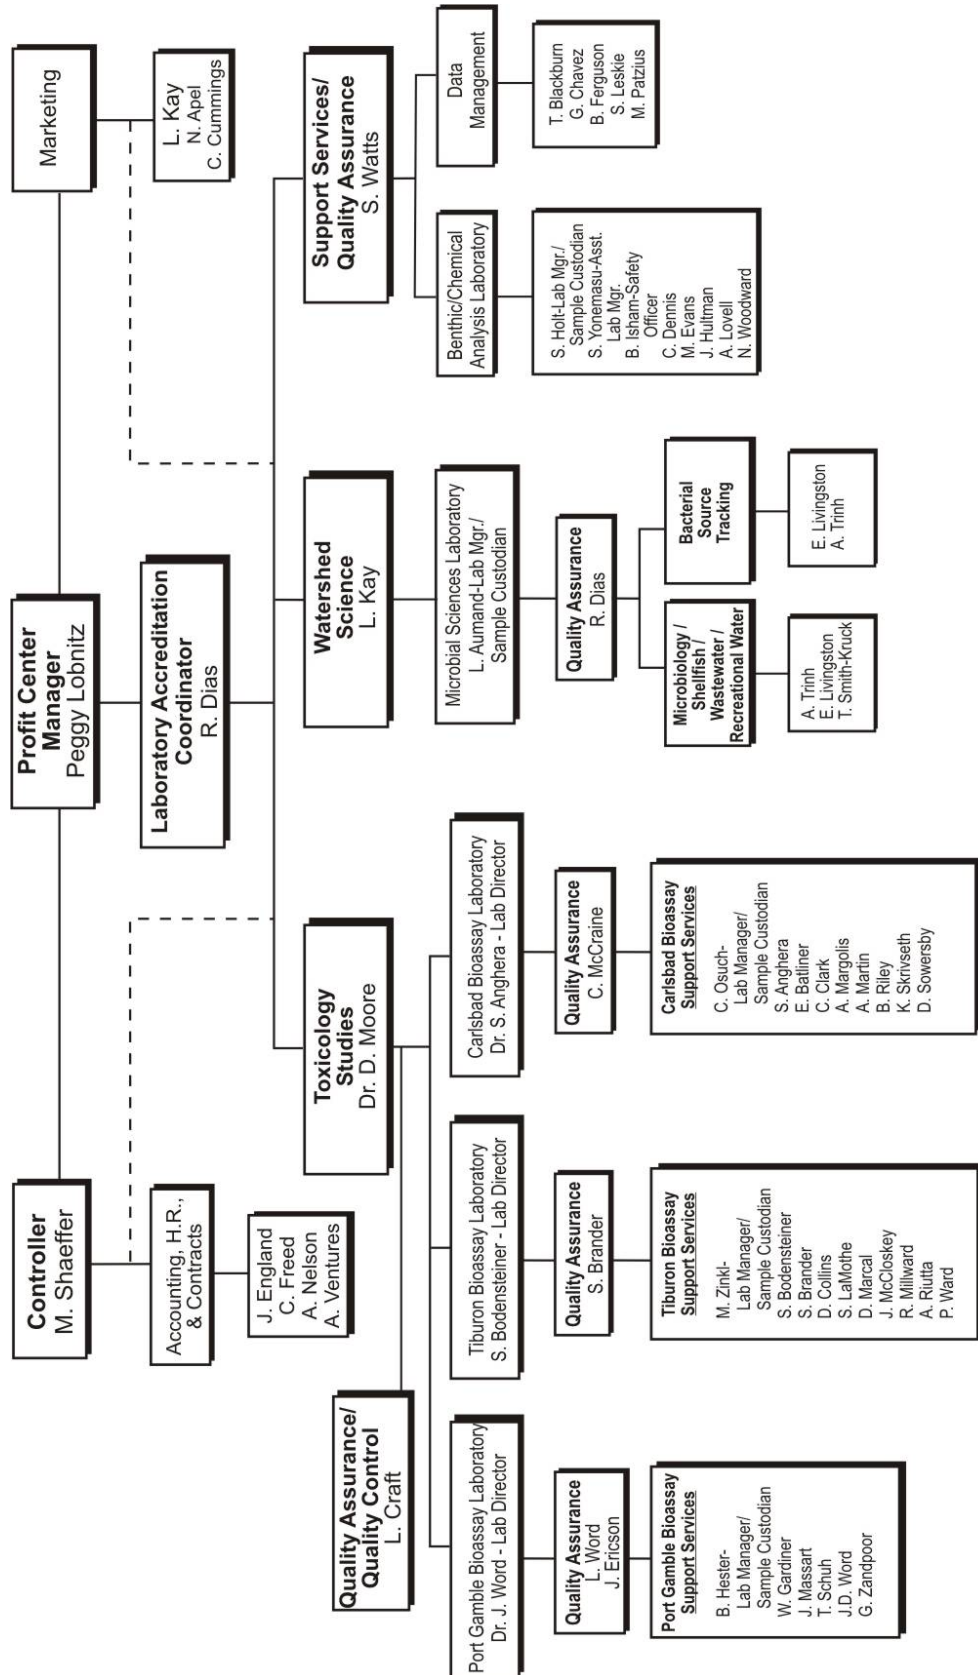 Profit Center
Manager
Peggy Lobnitz
Controller
M. Shaeffer
Marketing
Accounting, H.R.,
& Contracts
J. England
C. Freed
A. Nelson
A. Ventures
Laboratory Accreditation
Coordinator
R. Dias
L. Kay
N. Apel
C. Cummings
Toxicology
Studies
Dr. D. Moore
Watershed
Science
L. Kay
Support Services/
Quality Assurance
S. Watts
Quality Assurance/
Quality Control
L. Craft
Port Gamble Bioassay Laboratory
Dr. J. Word - Lab Director
Tiburon Bioassay Laboratory
S. Bodensteiner - Lab Director
Carlsbad Bioassay Laboratory
Dr. S. Anghera - Lab Director
Microbial Sciences Laboratory
L. Aumand-Lab Mgr./
Sample Custodian
Benthic/Chemical
Analysis Laboratory
Data
Management
Quality Assurance
L. Word
J. Ericson
Quality Assurance
S. Brander
Quality Assurance
C. McCraine
Quality Assurance
R. Dias
S. Holt-Lab Mgr./
Sample Custodian
S. Yonemasu-Asst.
Lab Mgr.
B. Isham-Safety
Officer
C. Dennis
M. Evans
J. Hultman
A. Lovell
N. Woodward
T. Blackburn
G. Chavez
B. Ferguson
S. Leskie
M. Patzius
Port Gamble Bioassay
Support Services
B. Hester-
Lab Manager/
Sample Custodian
W. Gardiner
J. Massart
T. Schuh
J.D. Word
G. Zandpoor
Tiburon Bioassay
Support Services
M. Zinkl-
Lab Manager/
Sample Custodian
S. Bodensteiner
S. Brander
D. Collins
S. LaMothe
D. Marcal
J. McCloskey
R. Millward
A. Riutta
P. Ward
Carlsbad Bioassay
Support Services
C. Osuch-
Lab Manager/
Sample Custodian
S. Anghera
E. Batliner
C. Clark
A. Margolis
A. Martin
B. Riley
K. Skrivseth
D. Sowersby
Microbiology /
Shellfish /
Wastewater /
Recreational Water
Bacterial
Source
Tracking
A. Trinh
E. Livingston
T. Smith-Kruck
E. Livingston
A. Trinh